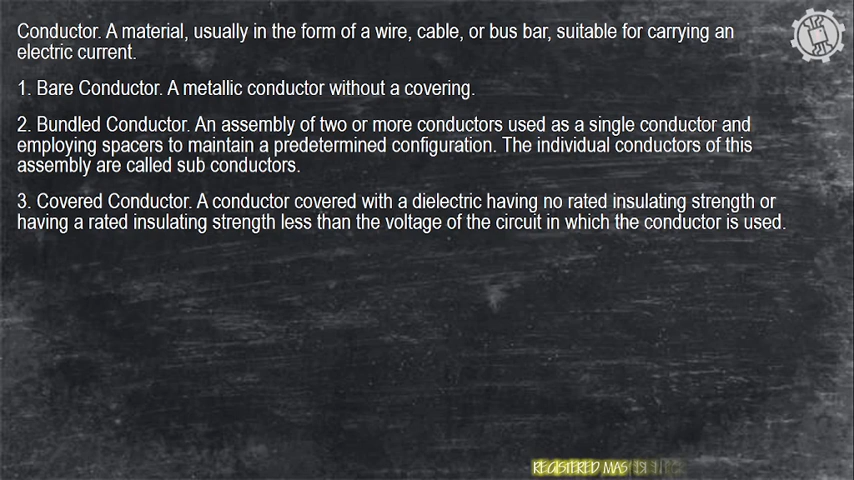 Conductor. A material, usually in the form of a wire, cable, or bus bar, suitable for carrying an
electric current.
1. Bare Conductor. A metallic conductor without a covering.
2. Bundled Conductor. An assembly of two or more conductors used as a single conductor and
employing spacers to maintain a predetermined configuration. The individual conductors of this
assembly are called sub conductors.
3. Covered Conductor. A conductor covered with a dielectric having no rated insulating strength or
having a rated insulating strength less than the voltage of the circuit in which the conductor is used.
REGISTERED MAS